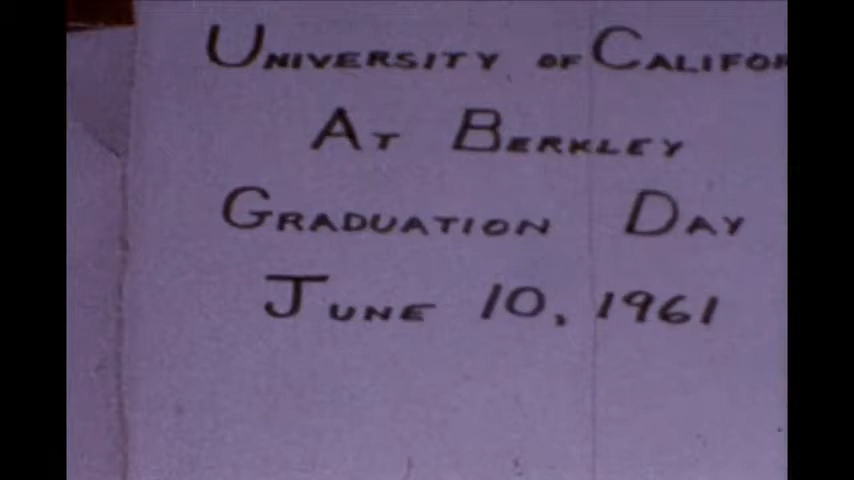 UNIVERSITY OF CALIFOR
AT BERKLEY
GRADUATION DAY
JUNE 10, 1961